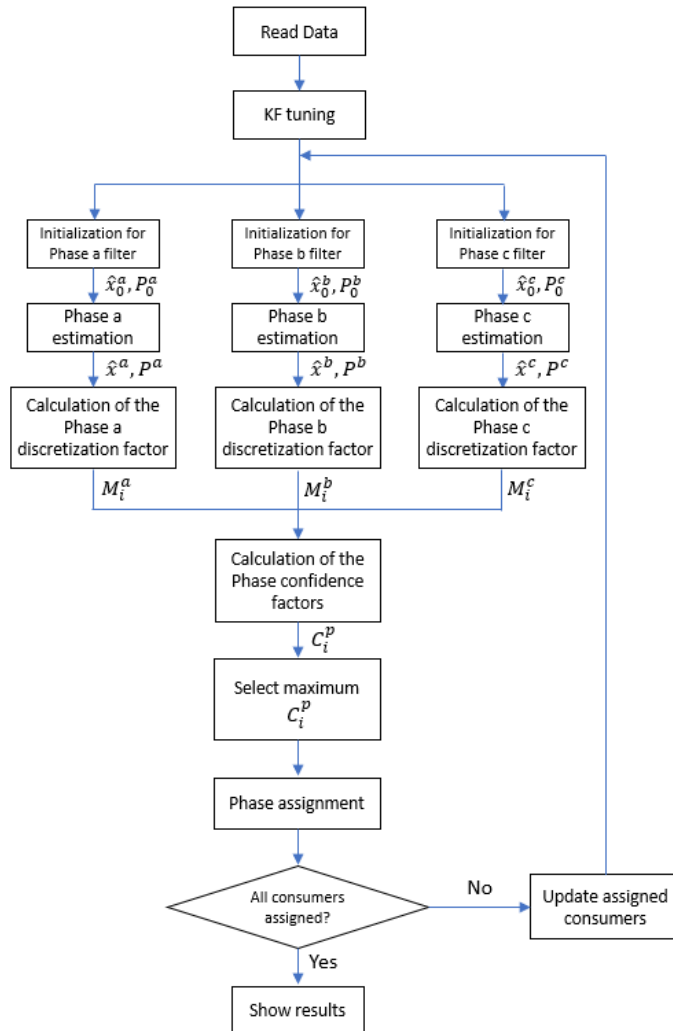 Read Data
KF tuning
Initialization for
Phase a filter
Initialization for
Phase b filter
Initialization for
Phase c filter
x̂₀ᵃ, P₀ᵃ
x̂₀ᵇ, P₀ᵇ
x̂₀ᶜ, P₀ᶜ
Phase a
estimation
Phase b
estimation
Phase c
estimation
x̂ᵃ, Pᵃ
x̂ᵇ, Pᵇ
x̂ᶜ, Pᶜ
Calculation of the
Phase a
discretization factor
Calculation of the
Phase b
discretization factor
Calculation of the
Phase c
discretization factor
Mᵢᵃ
Mᵢᵇ
Mᵢᶜ
Calculation of the
Phase confidence
factors
Cᵢᵖ
Select maximum
Cᵢᵖ
Phase assignment
All consumers
assigned?
No
Update assigned
consumers
Yes
Show results